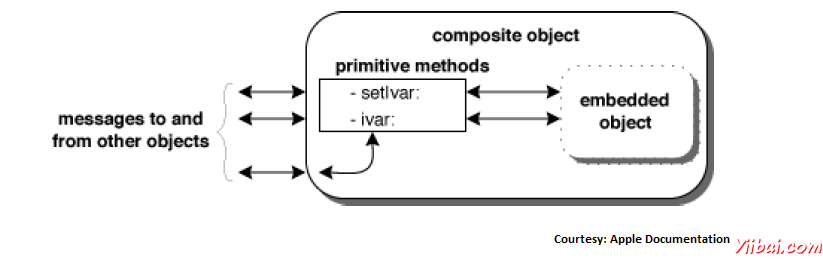 composite object
primitive methods
- setIvar:
- ivar:
embedded
object
messages to and
from other objects
Courtesy: Apple Documentation
Yiibai.com